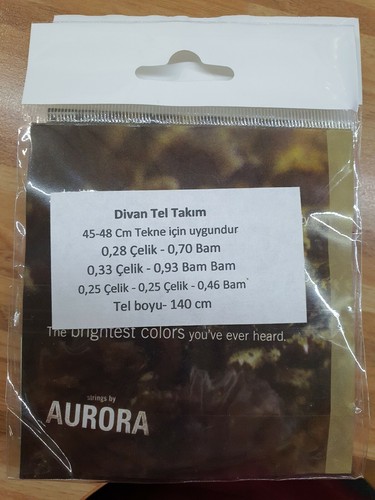 Divan Tel Takım
45-48 Cm Tekne için uygundur
0,28 Çelik - 0,70 Bam
0,33 Çelik - 0,93 Bam Bam
0,25 Çelik - 0,25 Çelik - 0,46 Bam
Tel boyu- 140 cm
The brightest colors you've ever heard.
strings by
AURORA